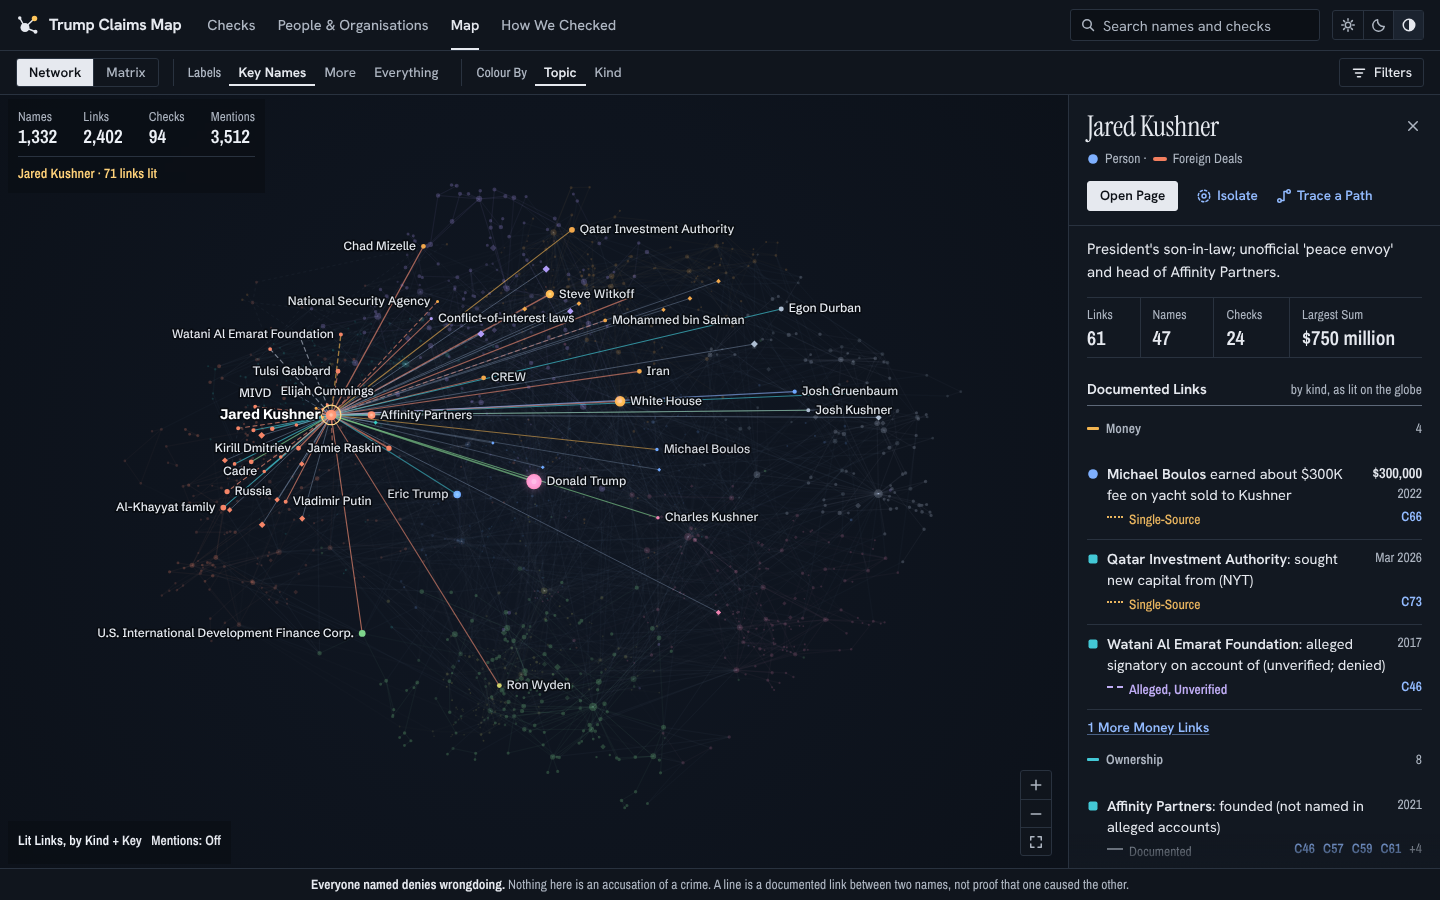 Trump Claims Map
Checks
People & Organisations
Map
How We Checked
Search names and checks
Network
Matrix
Labels
Key Names
More
Everything
Colour By
Topic
Kind
Filters
Names
Links
Checks
Mentions
1,332
2,402
94
3,512
Jared Kushner · 71 links lit
Qatar Investment Authority
Chad Mizelle
Steve Witkoff
National Security Agency
Egon Durban
Conflict-of-interest laws
Mohammed bin Salman
Watani Al Emarat Foundation
Tulsi Gabbard
Iran
CREW
MIVD
Elijah Cummings
Josh Gruenbaum
White House
Josh Kushner
Jared Kushner
Affinity Partners
Kirill Dmitriev
Jamie Raskin
Michael Boulos
Cadre
Donald Trump
Russia
Vladimir Putin
Eric Trump
Al-Khayyat family
Charles Kushner
U.S. International Development Finance Corp.
Ron Wyden
Lit Links, by Kind + Key
Mentions: Off
Jared Kushner
Person ·
Foreign Deals
Open Page
Isolate
Trace a Path
President's son-in-law; unofficial 'peace envoy'
and head of Affinity Partners.
Links
Names
Checks
Largest Sum
61
47
24
$750 million
Documented Links
by kind, as lit on the globe
Money
4
Michael Boulos earned about $300K
$300,000
fee on yacht sold to Kushner
2022
Single-Source
C66
Qatar Investment Authority: sought
Mar 2026
new capital from (NYT)
Single-Source
C73
Watani Al Emarat Foundation: alleged
2017
signatory on account of (unverified; denied)
Alleged, Unverified
C46
1 More Money Links
Ownership
8
Affinity Partners: founded (not named in
2021
alleged accounts)
Documented
C46 C57 C59 C61 +4
Everyone named denies wrongdoing. Nothing here is an accusation of a crime. A line is a documented link between two names, not proof that one caused the other.